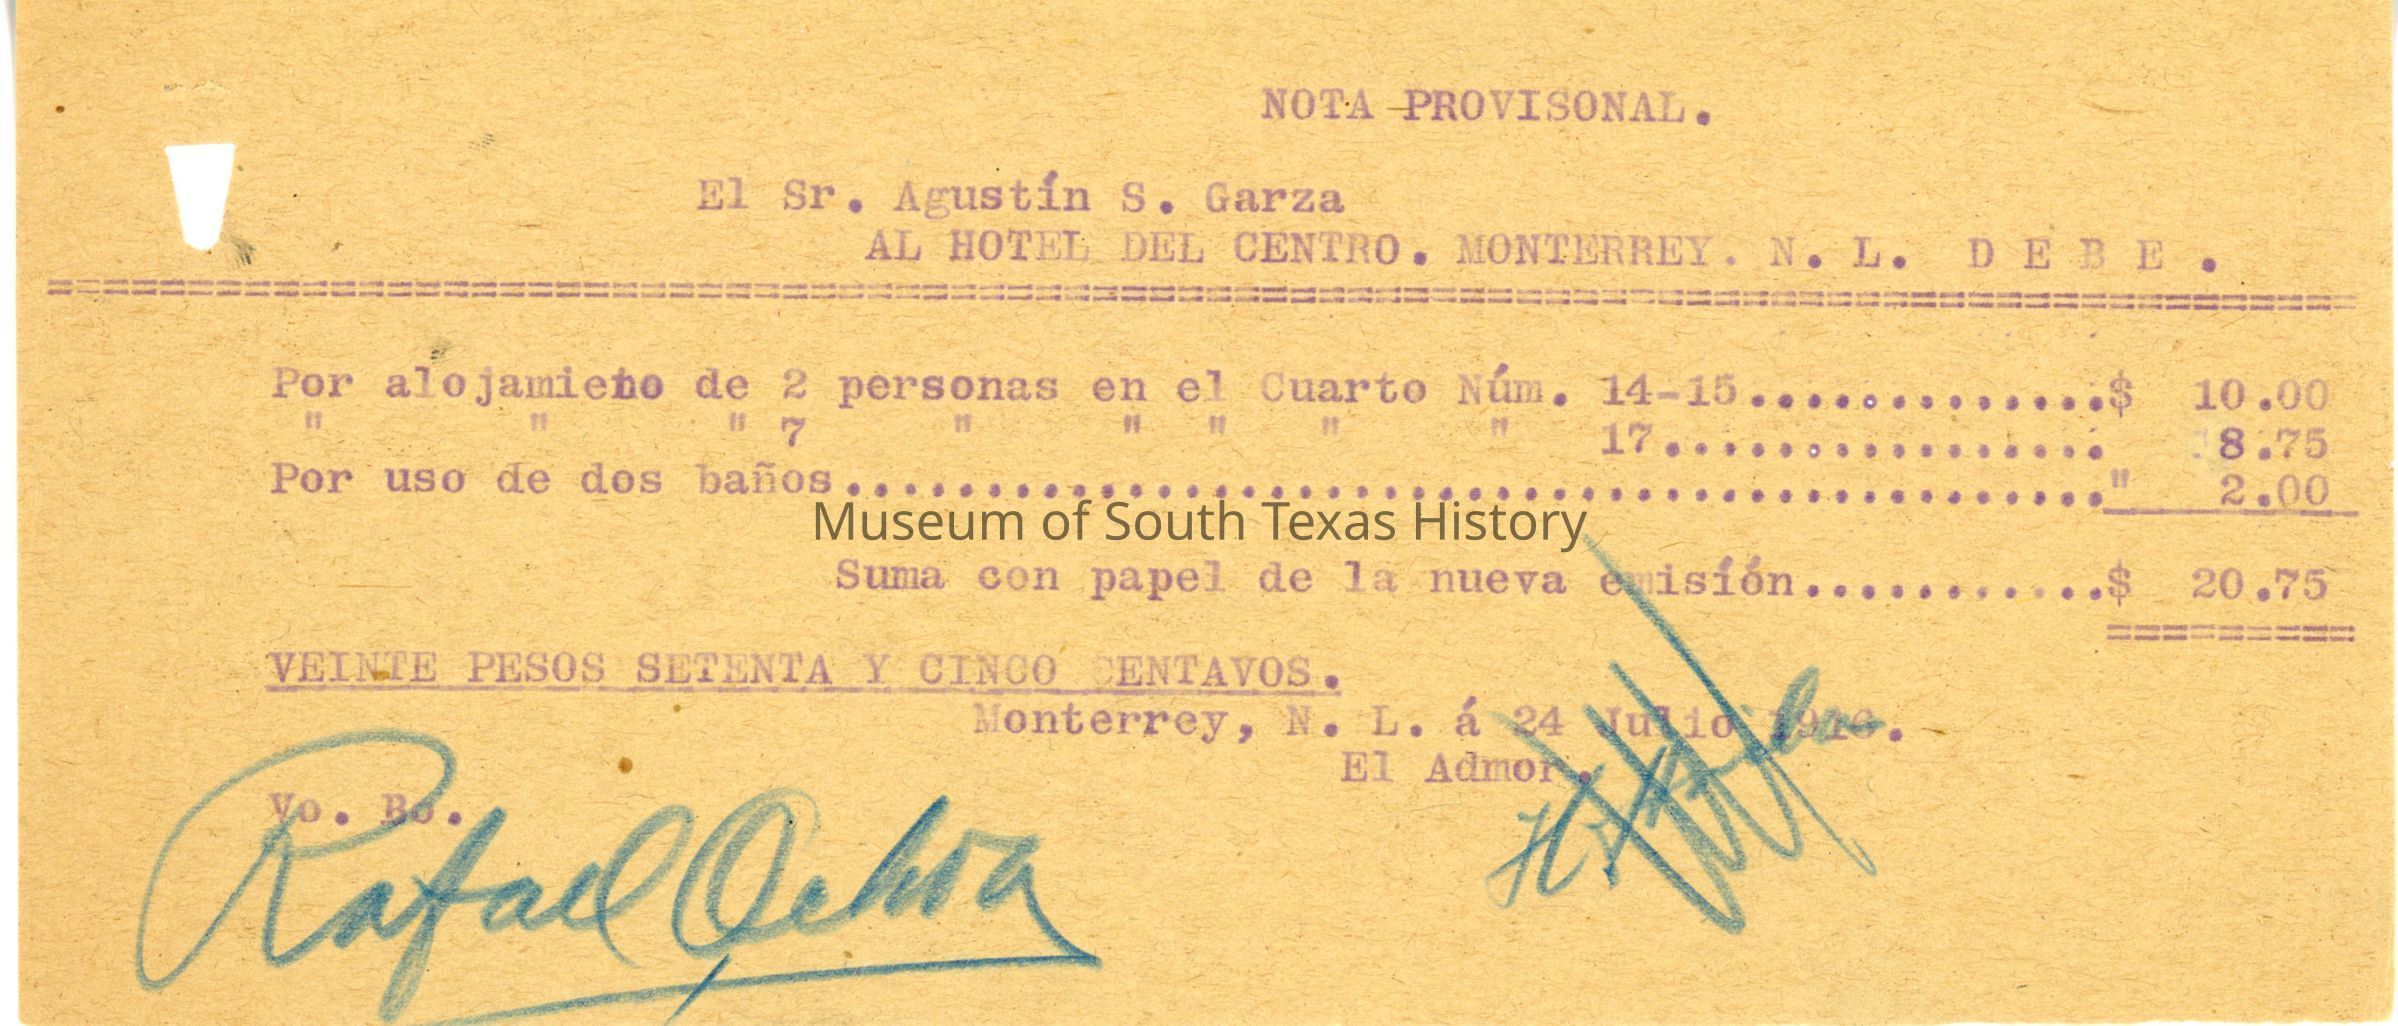 NOTA PROVISONAL.
El Sr. Agustín S. Garza
AL HOTEL DEL CENTRO. MONTERREY. N. L. D E B E .
==================================================================================
Por alojamieto de 2 personas en el Cuarto Núm. 14-15.............$ 10.00
" " " 7 " " " " " 17................ 8.75
Por uso de dos baños.............................................." 2.00
Museum of South Texas History
Suma con papel de la nueva emisíón...........$ 20.75
=========
VEINTE PESOS SETENTA Y CINCO CENTAVOS.
Monterrey, N. L. á 24 Julio 1916.
El Admor.
Vo. Bo.
Rafael Ochoa